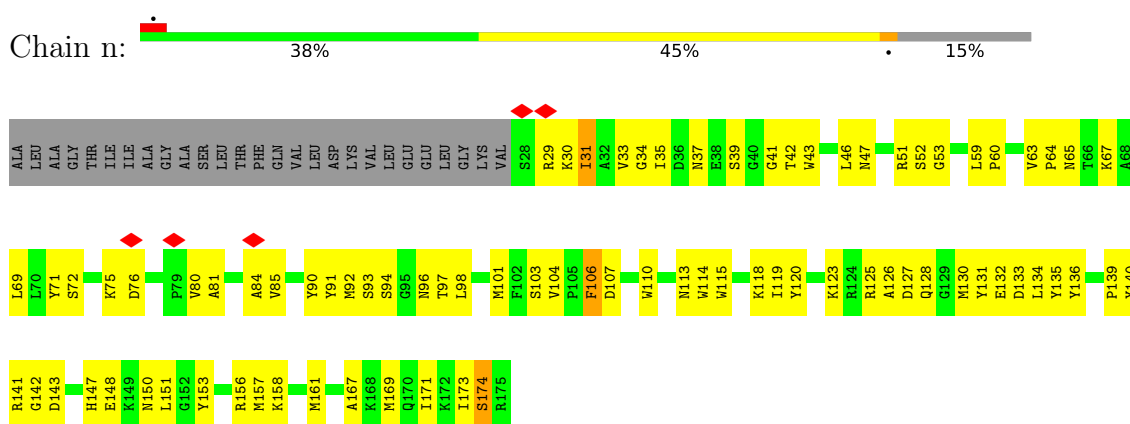 Chain n:
38% 45% • 15%
ALA LEU ALA GLY THR ILE ILE ALA GLY ALA SER LEU THR PHE GLN VAL LEU ASP LYS VAL LEU GLU GLU LEU GLY LYS VAL S28 R29 K30 I31 A32 V33 G34 I35 D36 N37 E38 S39 G40 G41 T42 W43 L46 N47 R51 S52 G53 L59 P60 V63 P64 N65 T66 K67 A68
L69 L70 Y71 S72 K75 D76 P79 V80 A81 A84 V85 Y90 Y91 M92 S93 S94 G95 N96 T97 L98 M101 F102 S103 V104 P105 F106 D107 W110 N113 W114 W115 K118 I119 Y120 K123 R124 R125 A126 D127 Q128 G129 M130 Y131 E132 D133 L134 Y135 Y136 P139 Y140
R141 G142 D143 H147 E148 K149 N150 L151 G152 Y153 R156 M157 K158 M161 A167 K168 M169 Q170 I171 K172 I173 S174 R175